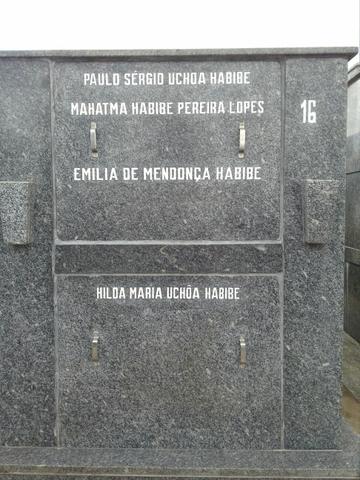 PAULO SÉRGIO UCHOA HABIBE
MAHATMA HABIBE PEREIRA LOPES
16
EMILIA DE MENDONÇA HABIBE
HILDA MARIA UCHÔA HABIBE